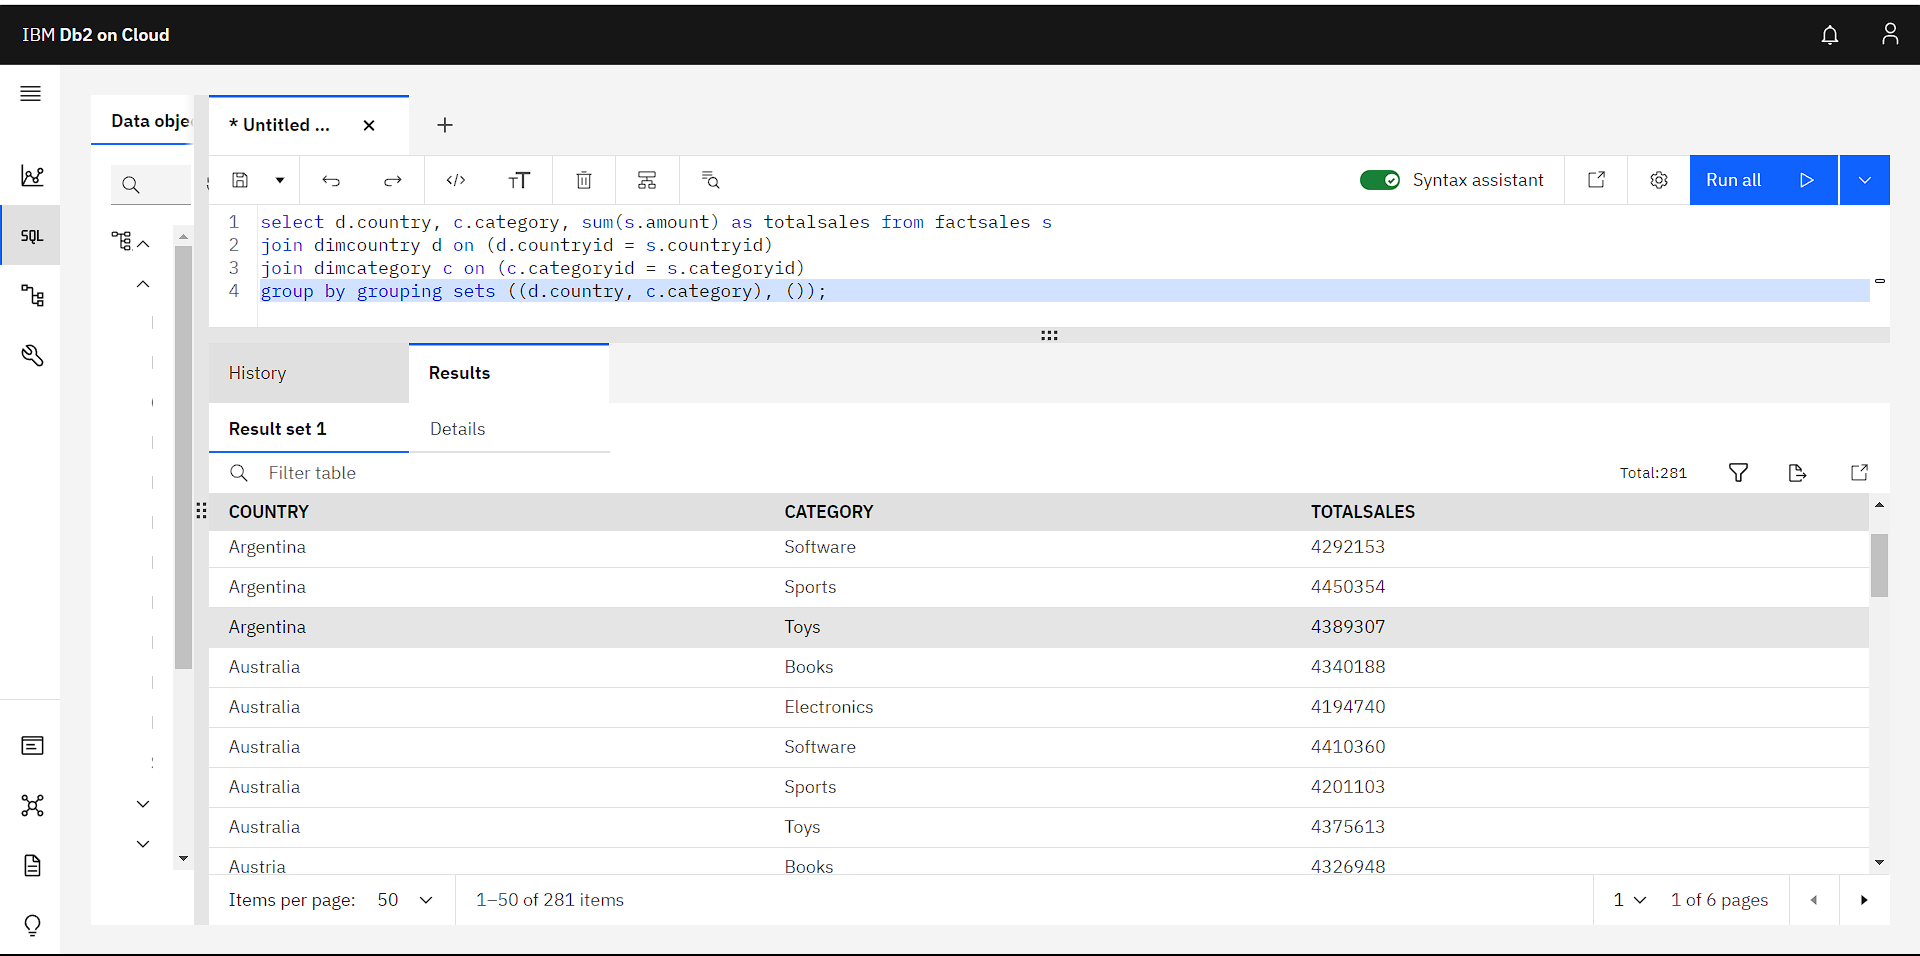 IBM Db2 on Cloud
Data obje
* Untitled ...
Syntax assistant
Run all
SQL
1 select d.country, c.category, sum(s.amount) as totalsales from factsales s
2 join dimcountry d on (d.countryid = s.countryid)
3 join dimcategory c on (c.categoryid = s.categoryid)
4 group by grouping sets ((d.country, c.category), ());
History Results
Result set 1 Details
Filter table Total:281
COUNTRY CATEGORY TOTALSALES
Argentina Software 4292153
Argentina Sports 4450354
Argentina Toys 4389307
Australia Books 4340188
Australia Electronics 4194740
Australia Software 4410360
Australia Sports 4201103
Australia Toys 4375613
Austria Books 4326948
Items per page: 50 1–50 of 281 items 1 1 of 6 pages